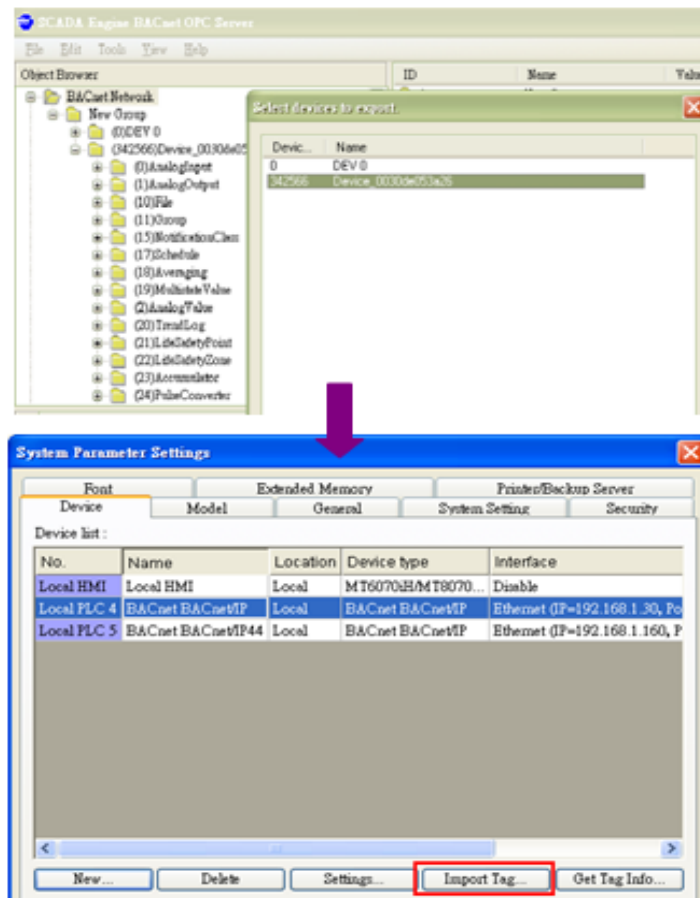 SCADA Engine BACnet OPC Server
File Edit Tools View Help
Object Browser
ID Name Value
BACnet Network
New Group
(0)DEV 0
(342566)Device_0030de05
(0)AnalogInput
(1)AnalogOutput
(10)File
(11)Group
(15)NotificationClass
(17)Schedule
(18)Averaging
(19)MultistateValue
(2)AnalogValue
(20)TrendLog
(21)LifeSafetyPoint
(22)LifeSafetyZone
(23)Accumulator
(24)PulseConverter
Select devices to export.
Devic... Name
0 DEV 0
342566 Device_0030de053a26
System Parameter Settings
Font Extended Memory Printer/Backup Server
Device Model General System Setting Security
Device list :
No. Name Location Device type Interface
Local HMI Local HMI Local MT6070iH/MT8070... Disable
Local PLC 4 BACnet BACnet/IP Local BACnet BACnet/IP Ethernet (IP=192.168.1.30, Po
Local PLC 5 BACnet BACnet/IP44 Local BACnet BACnet/IP Ethernet (IP=192.168.1.160, P
New... Delete Settings... Import Tag... Get Tag Info...